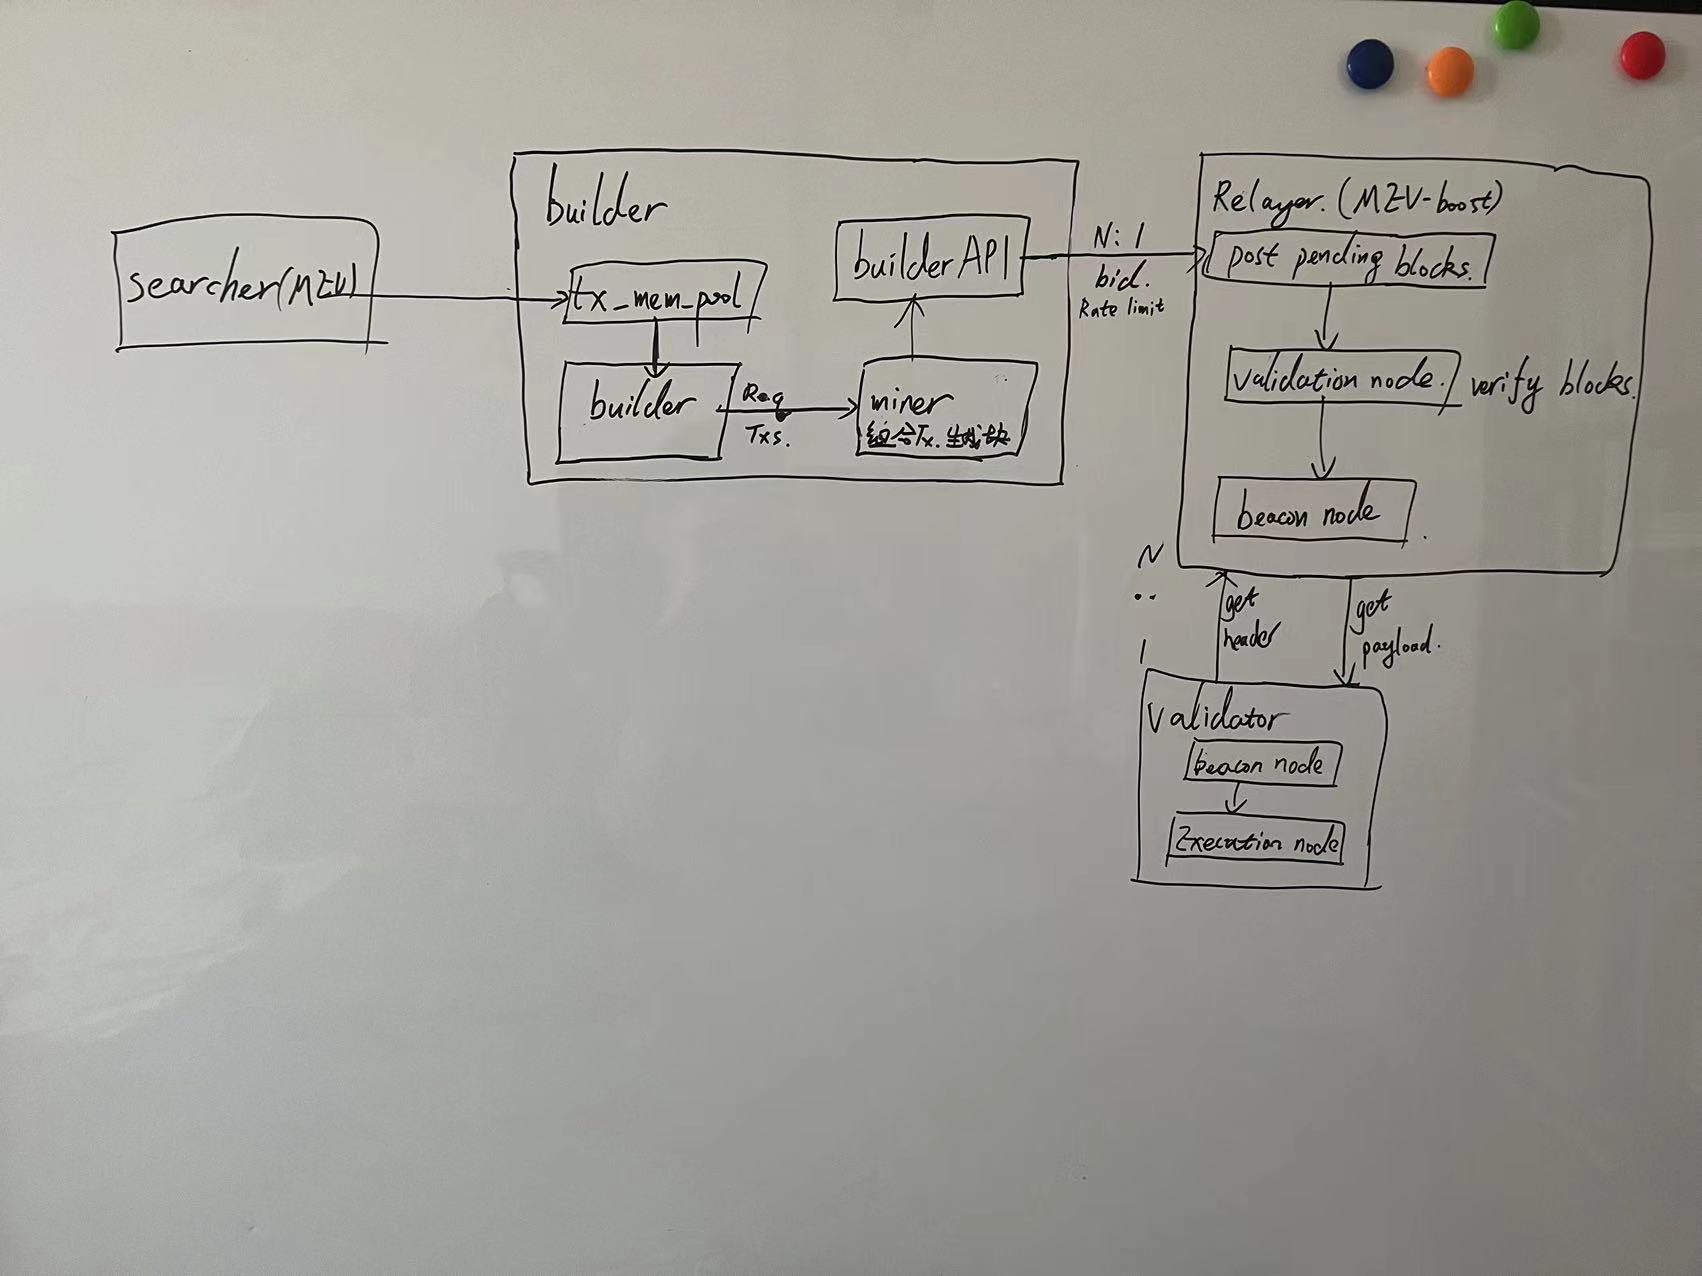 searcher(MEV)
builder
tx_mem_pool
builder
Req
Txs.
miner
组合Tx.生成块
builder API
N:1
bid.
Rate limit
Relayer.(MEV-boost)
post pending blocks.
validation node.
verify blocks.
beacon node
N
:
1
get
header
get
payload.
Validator
beacon node
Execution node